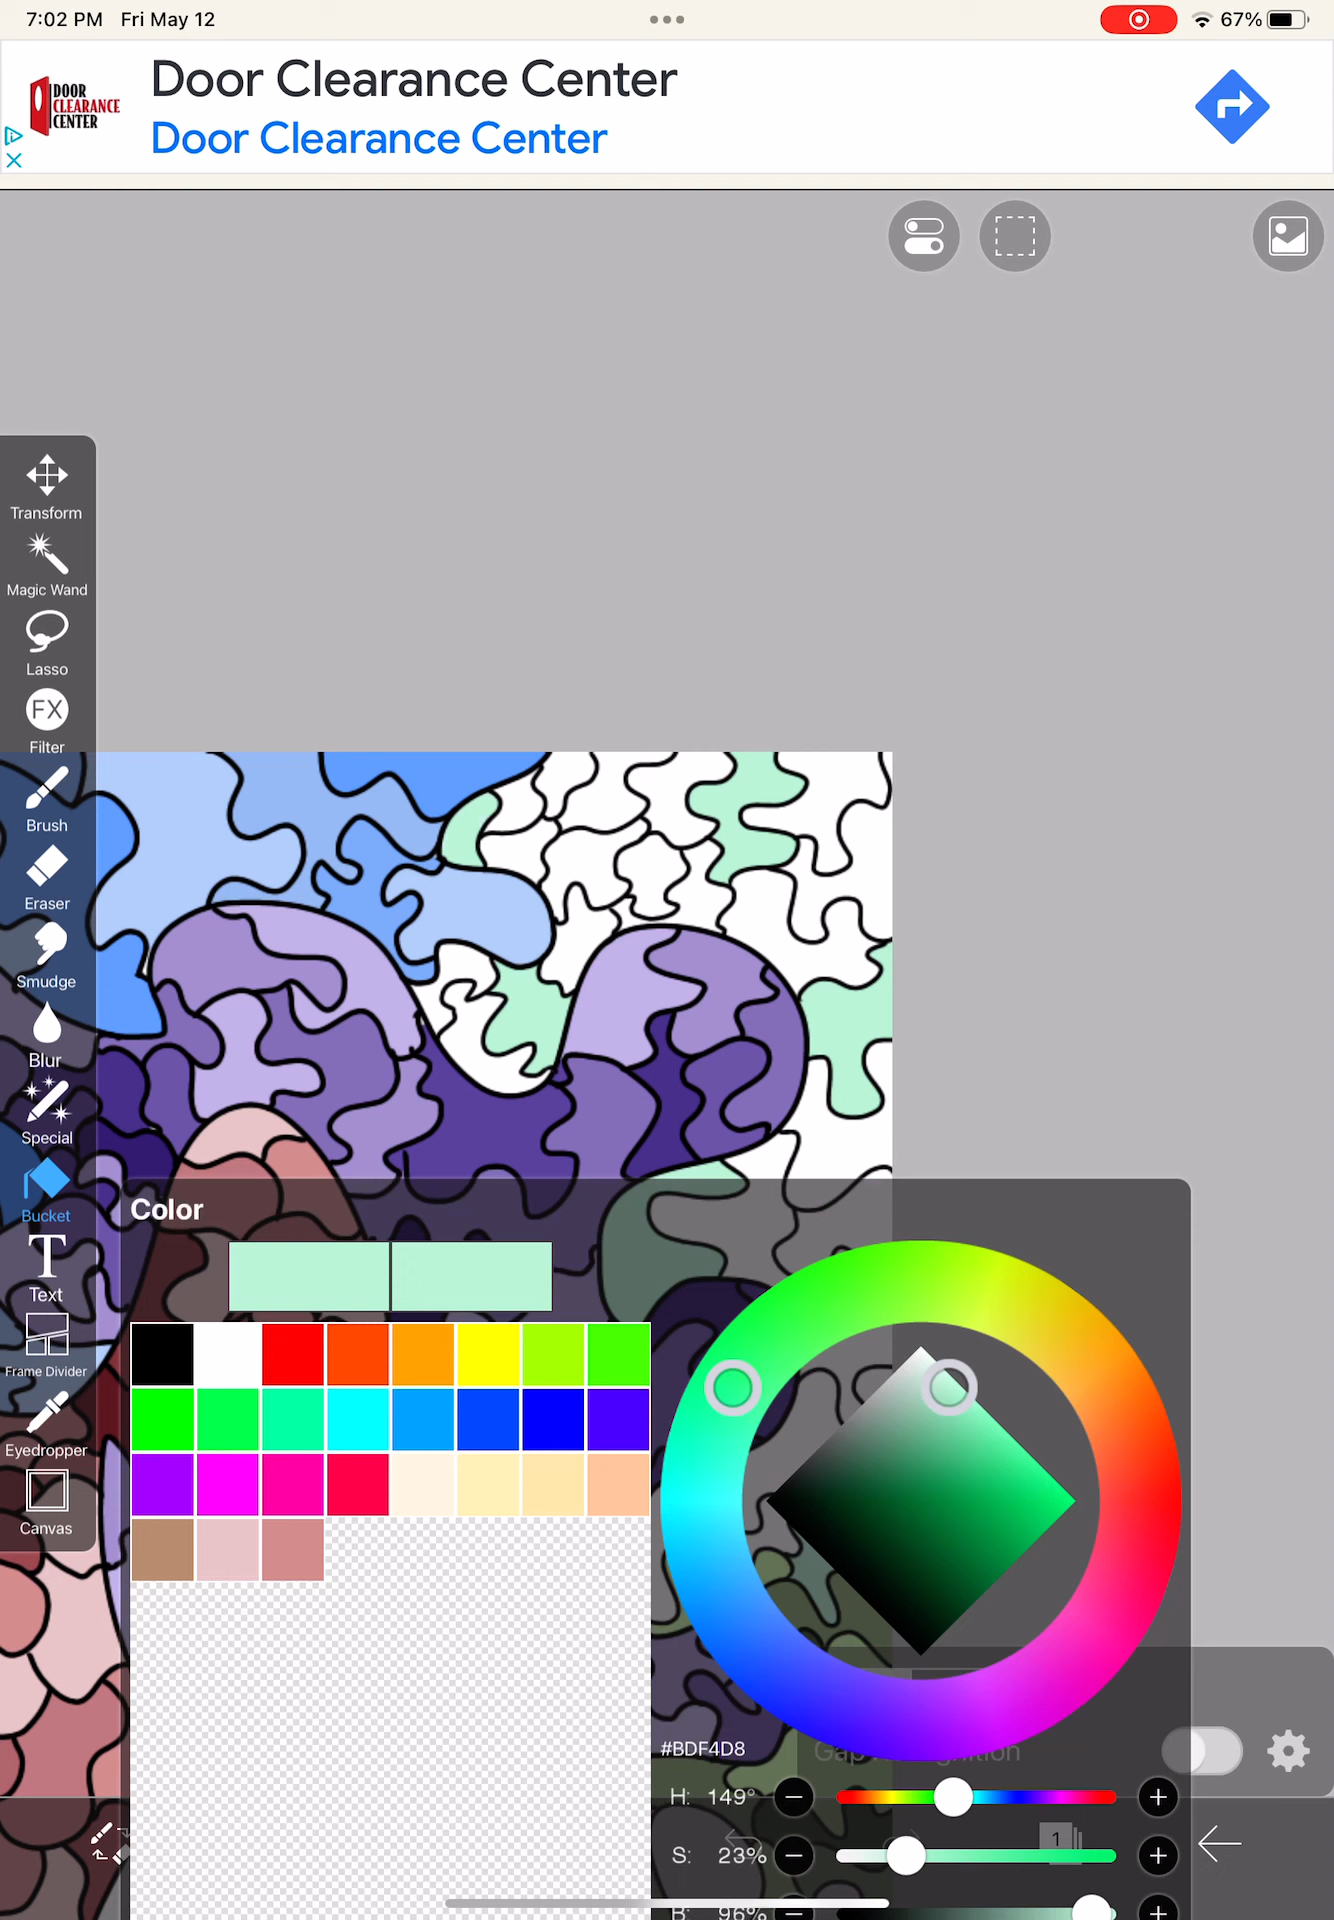 7:02 PM Fri May 12
67%
DOOR
CLEARANCE
CENTER
Door Clearance Center
Door Clearance Center
Transform
Magic Wand
Lasso
FX
Filter
Brush
Eraser
Smudge
Blur
Special
Bucket
T
Text
Frame Divider
Eyedropper
Canvas
Color
#BDF4D8
H: 149°
S: 23%
B: 96%
1